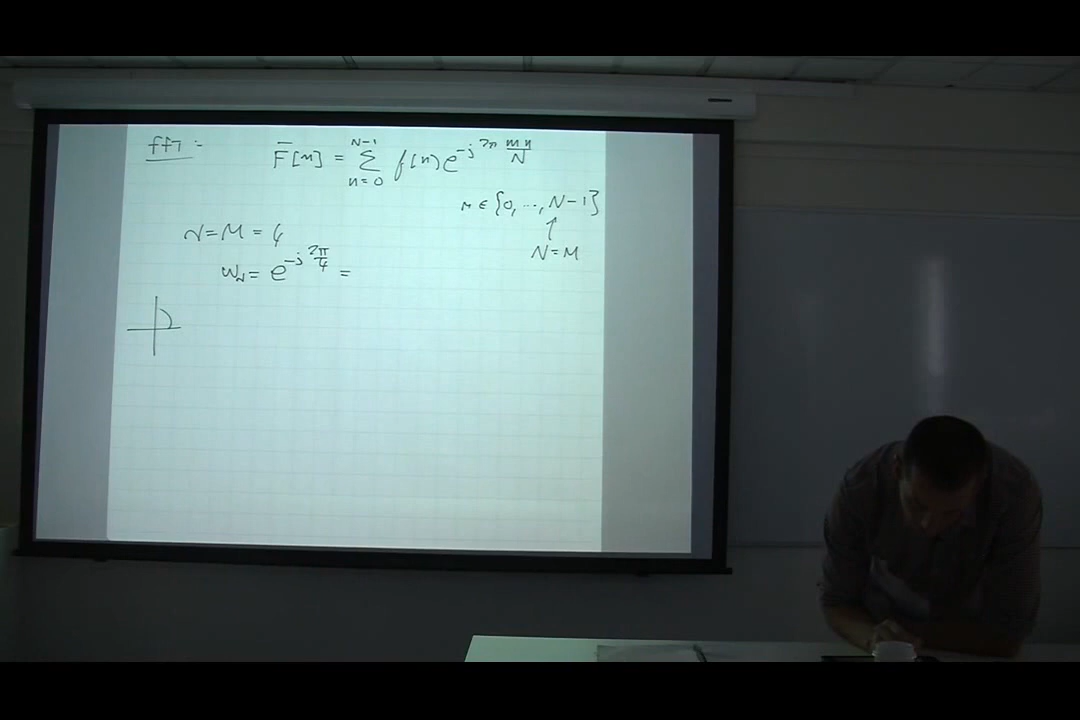 fft :-
F̄[m] = Σ_{n=0}^{N-1} f(n) e^{-j 2π mn/N}
m ∈ {0, ..., N-1}
↑
N=M
N=M=4
W_N = e^{-j 2π/4} =